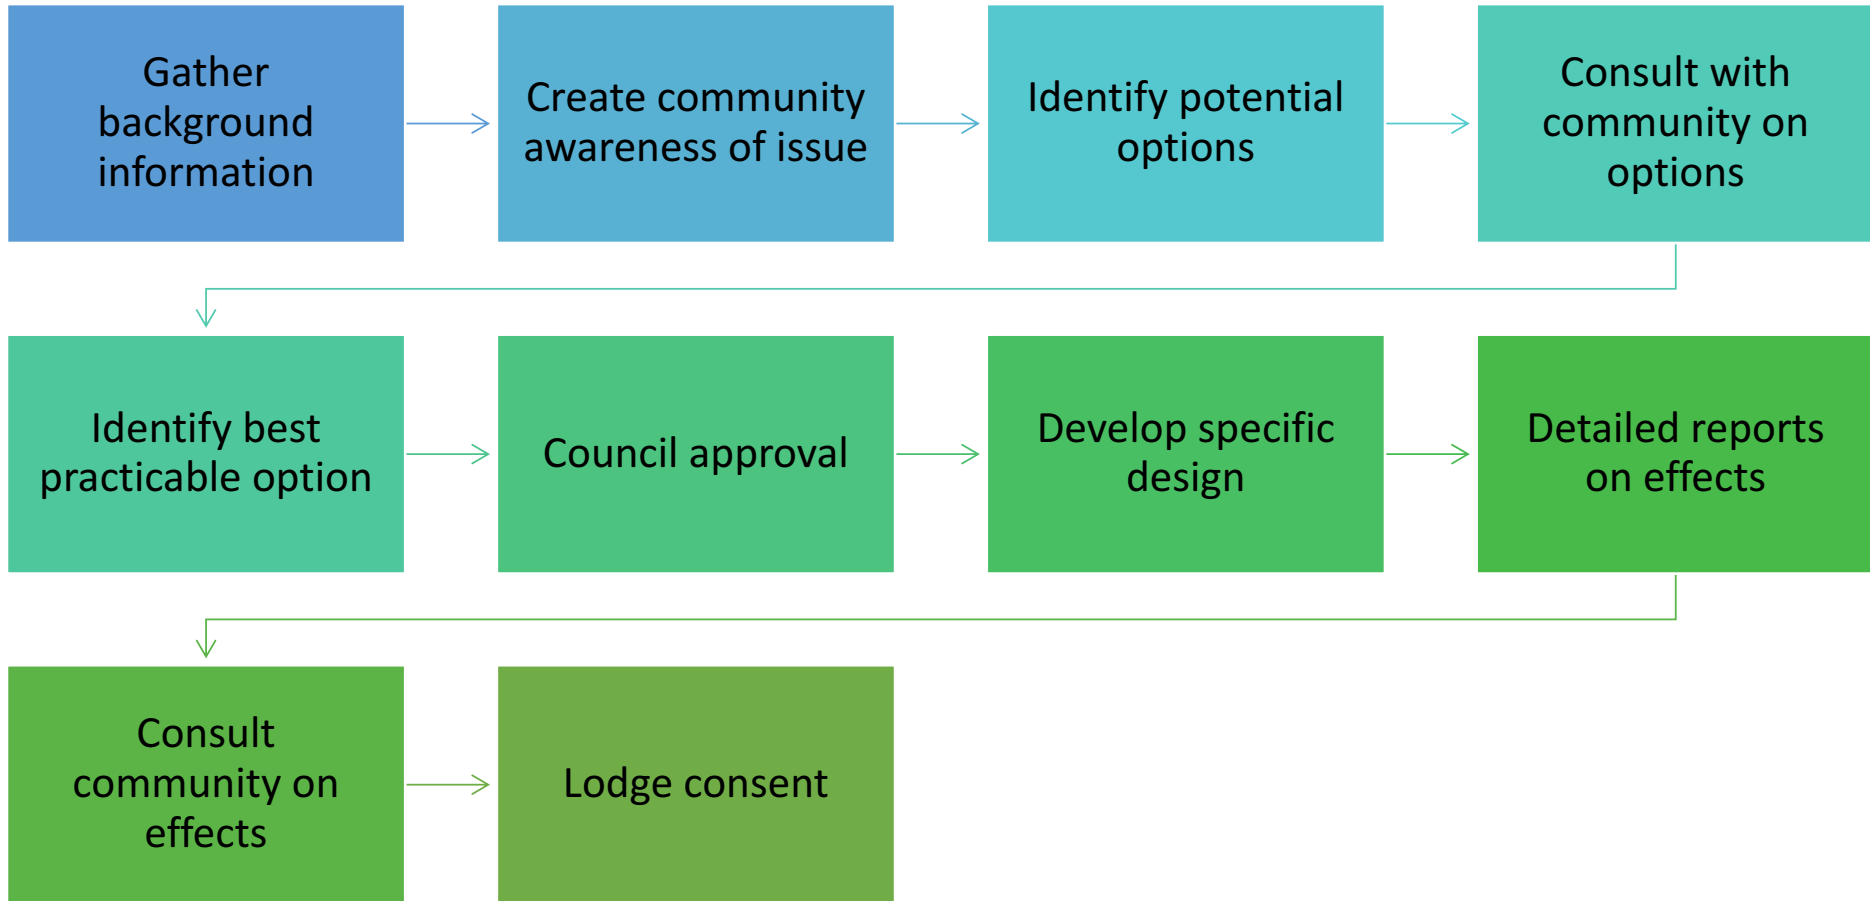 Gather
background
information
Create community
awareness of issue
Identify potential
options
Consult with
community on
options
Identify best
practicable option
Council approval
Develop specific
design
Detailed reports
on effects
Consult
community on
effects
Lodge consent